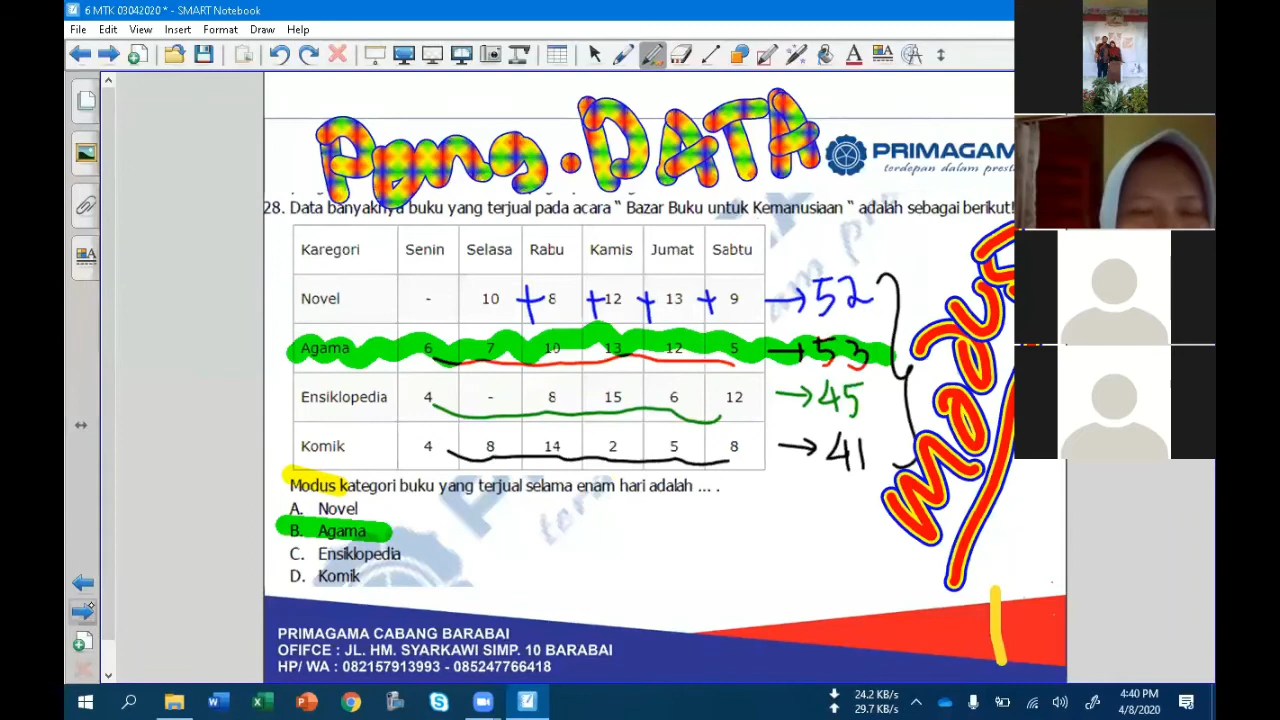 6 MTK 03042020 * - SMART Notebook
File Edit View Insert Format Draw Help
Peng. DATA
PRIMAGAM
terdepan dalam prest
28. Data banyaknya buku yang terjual pada acara “ Bazar Buku untuk Kemanusiaan “ adalah sebagai berikut!
Karegori Senin Selasa Rabu Kamis Jumat Sabtu
Novel - 10 + 8 + 12 + 13 + 9 → 52
Agama 6 7 10 13 12 5 → 53
Ensiklopedia 4 - 8 15 6 12 → 45
Komik 4 8 14 2 5 8 → 41
Modus
Modus kategori buku yang terjual selama enam hari adalah ... .
A. Novel
B. Agama
C. Ensiklopedia
D. Komik
PRIMAGAMA CABANG BARABAI
OFIFCE : JL. HM. SYARKAWI SIMP. 10 BARABAI
HP/ WA : 082157913993 - 085247766418
24.2 KB/s
29.7 KB/s
4:40 PM
4/8/2020